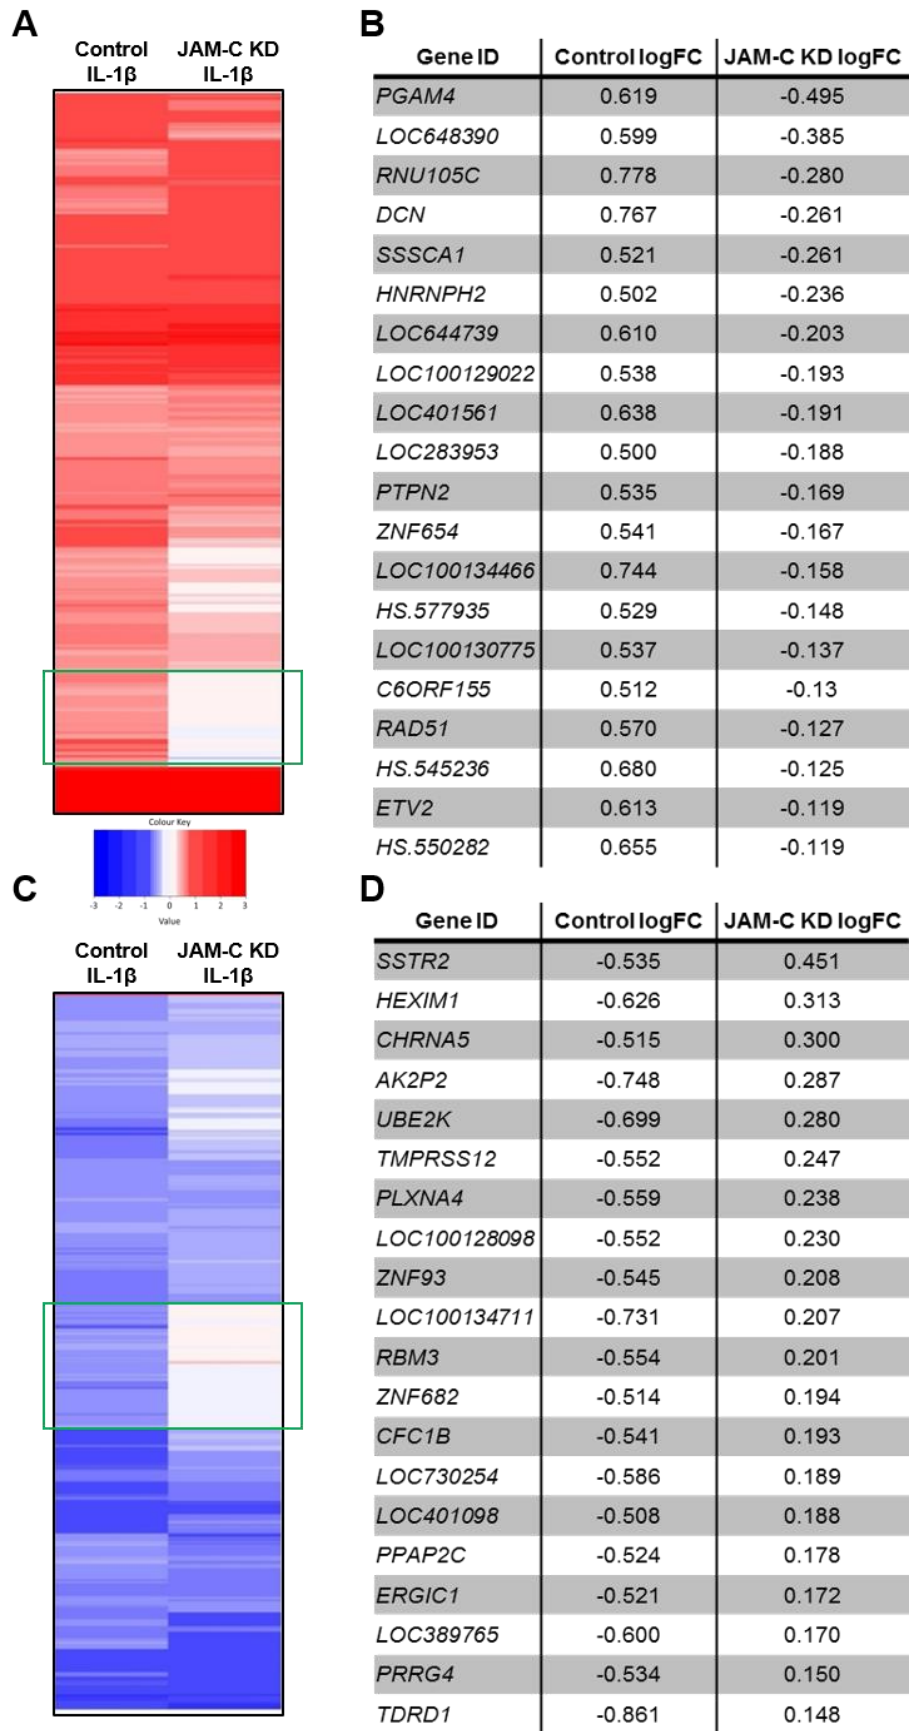 A
Control IL-1β JAM-C KD IL-1β
Colour Key
-3 -2 -1 0 1 2 3
Value
B
Gene ID Control logFC JAM-C KD logFC
PGAM4 0.619 -0.495
LOC648390 0.599 -0.385
RNU105C 0.778 -0.280
DCN 0.767 -0.261
SSSCA1 0.521 -0.261
HNRNPH2 0.502 -0.236
LOC644739 0.610 -0.203
LOC100129022 0.538 -0.193
LOC401561 0.638 -0.191
LOC283953 0.500 -0.188
PTPN2 0.535 -0.169
ZNF654 0.541 -0.167
LOC100134466 0.744 -0.158
HS.577935 0.529 -0.148
LOC100130775 0.537 -0.137
C6ORF155 0.512 -0.13
RAD51 0.570 -0.127
HS.545236 0.680 -0.125
ETV2 0.613 -0.119
HS.550282 0.655 -0.119
C
Control IL-1β JAM-C KD IL-1β
D
Gene ID Control logFC JAM-C KD logFC
SSTR2 -0.535 0.451
HEXIM1 -0.626 0.313
CHRNA5 -0.515 0.300
AK2P2 -0.748 0.287
UBE2K -0.699 0.280
TMPRSS12 -0.552 0.247
PLXNA4 -0.559 0.238
LOC100128098 -0.552 0.230
ZNF93 -0.545 0.208
LOC100134711 -0.731 0.207
RBM3 -0.554 0.201
ZNF682 -0.514 0.194
CFC1B -0.541 0.193
LOC730254 -0.586 0.189
LOC401098 -0.508 0.188
PPAP2C -0.524 0.178
ERGIC1 -0.521 0.172
LOC389765 -0.600 0.170
PRRG4 -0.534 0.150
TDRD1 -0.861 0.148